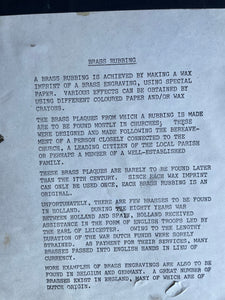 BRASS RUBBING
A BRASS RUBBING IS ACHIEVED BY MAKING A WAX
IMPRINT OF A BRASS ENGRAVING, USING SPECIAL
PAPER. VARIOUS EFFECTS CAN BE OBTAINED BY
USING DIFFERENT COLOURED PAPER AND/OR WAX
CRAYONS.
THE BRASS PLAQUES FROM WHICH A RUBBING IS MADE
ARE TO BE FOUND MOSTLY IN CHURCHES; THESE
WERE DESIGNED AND MADE FOLLOWING THE BEREAVE-
MENT OF A PERSON CLOSELY CONNECTED TO THE
CHURCH, A LEADING CITIZEN OF THE LOCAL PARISH
OR PERHAPS A MEMBER OF A WELL-ESTABLISHED
FAMILY.
THESE BRASS PLAQUES ARE RARELY TO BE FOUND LATER
THAN THE 17TH CENTURY. SINCE EACH WAX IMPRINT
CAN ONLY BE USED ONCE, EACH BRASS RUBBING IS AN
ORIGINAL.
UNFORTUNATELY, THERE ARE FEW BRASSES TO BE FOUND
IN HOLLAND. DURING THE EIGHTY YEARS WAR
BETWEEN HOLLAND AND SPAIN, HOLLAND RECEIVED
ASSISTANCE IN THE FORM OF ENGLISH TROOPS LED BY
THE EARL OF LEICESTER. OWING TO THE LENGTHY
DURATION OF THE WAR DUTCH FUNDS WERE SORELY
STRAINED. AS PAYMENT FOR THEIR SERVICES, MANY
BRASSES PASSED INTO ENGLISH HANDS IN LIEU OF
CURRENCY.
MORE EXAMPLES OF BRASS ENGRAVINGS ARE ALSO TO BE
FOUND IN BELGIUM AND GERMANY. A GREAT NUMBER OF
BRASSES EXIST IN ENGLAND, MANY OF WHICH ARE OF
DUTCH ORIGIN.